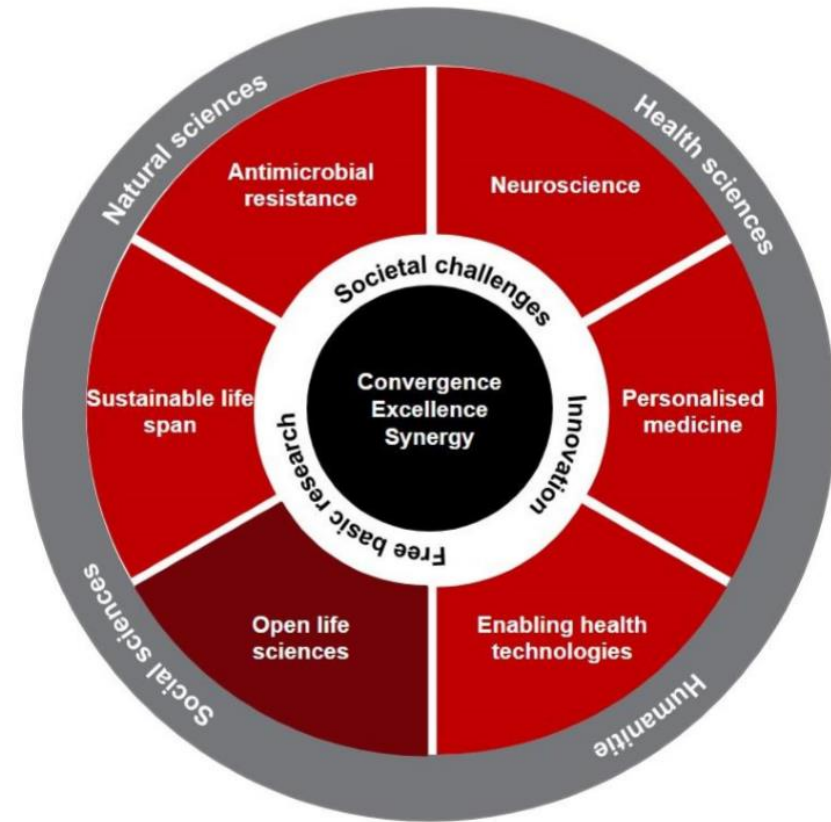 Natural sciences
Health sciences
Antimicrobial
resistance
Neuroscience
Societal challenges
Convergence
Excellence
Synergy
Sustainable life
span
Personalised
medicine
Innovation
Free basic research
Open life
sciences
Enabling health
technologies
Social sciences
Humanitie